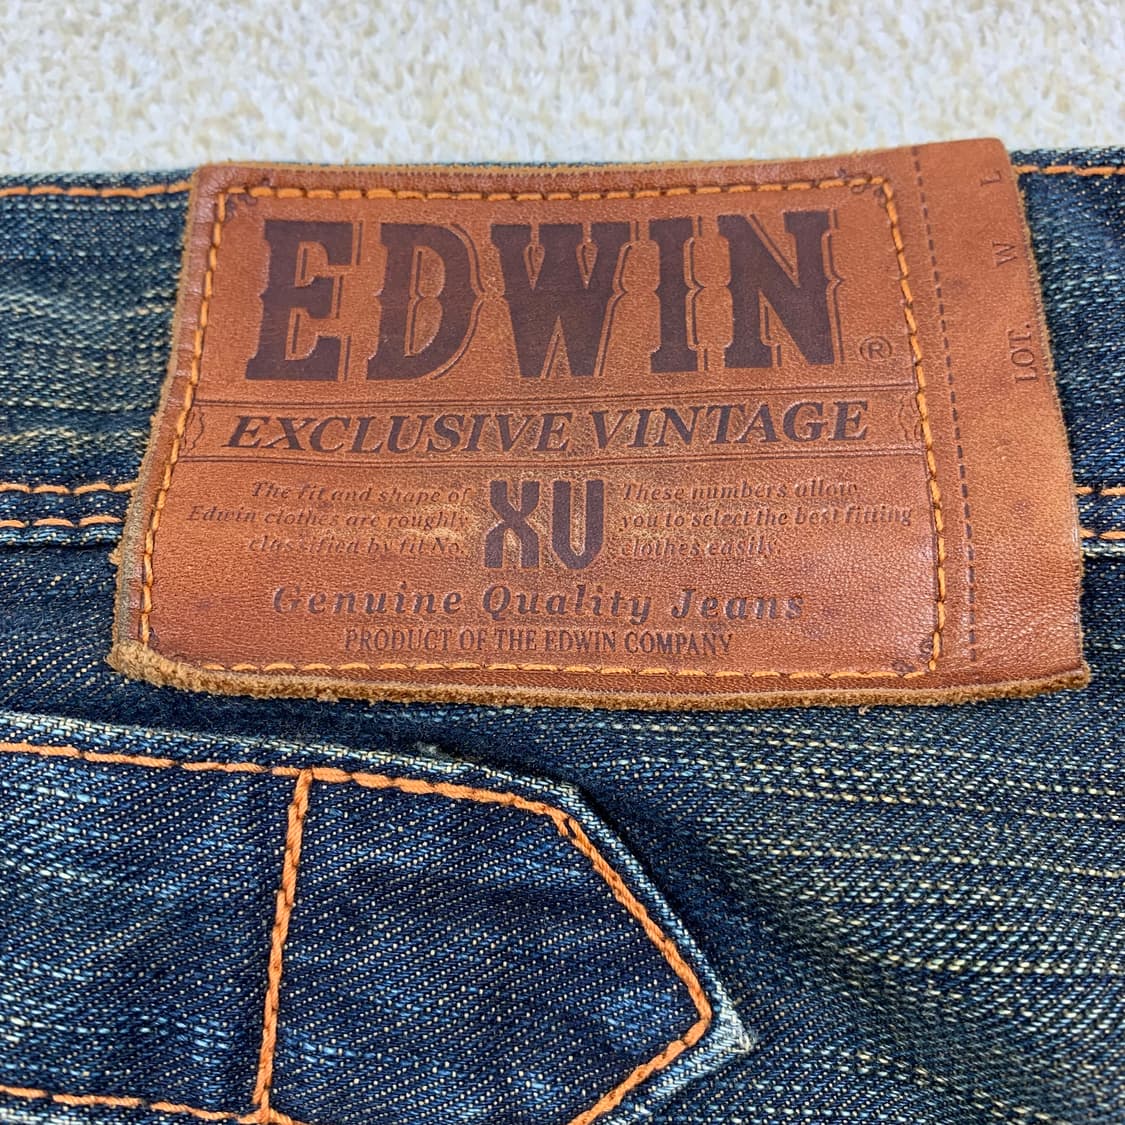 EDWIN®
EXCLUSIVE VINTAGE
The fit and shape of
Edwin clothes are roughly
classified by fit No.
XV
These numbers allow
you to select the best fitting
clothes easily.
Genuine Quality Jeans
PRODUCT OF THE EDWIN COMPANY
LOT. W L